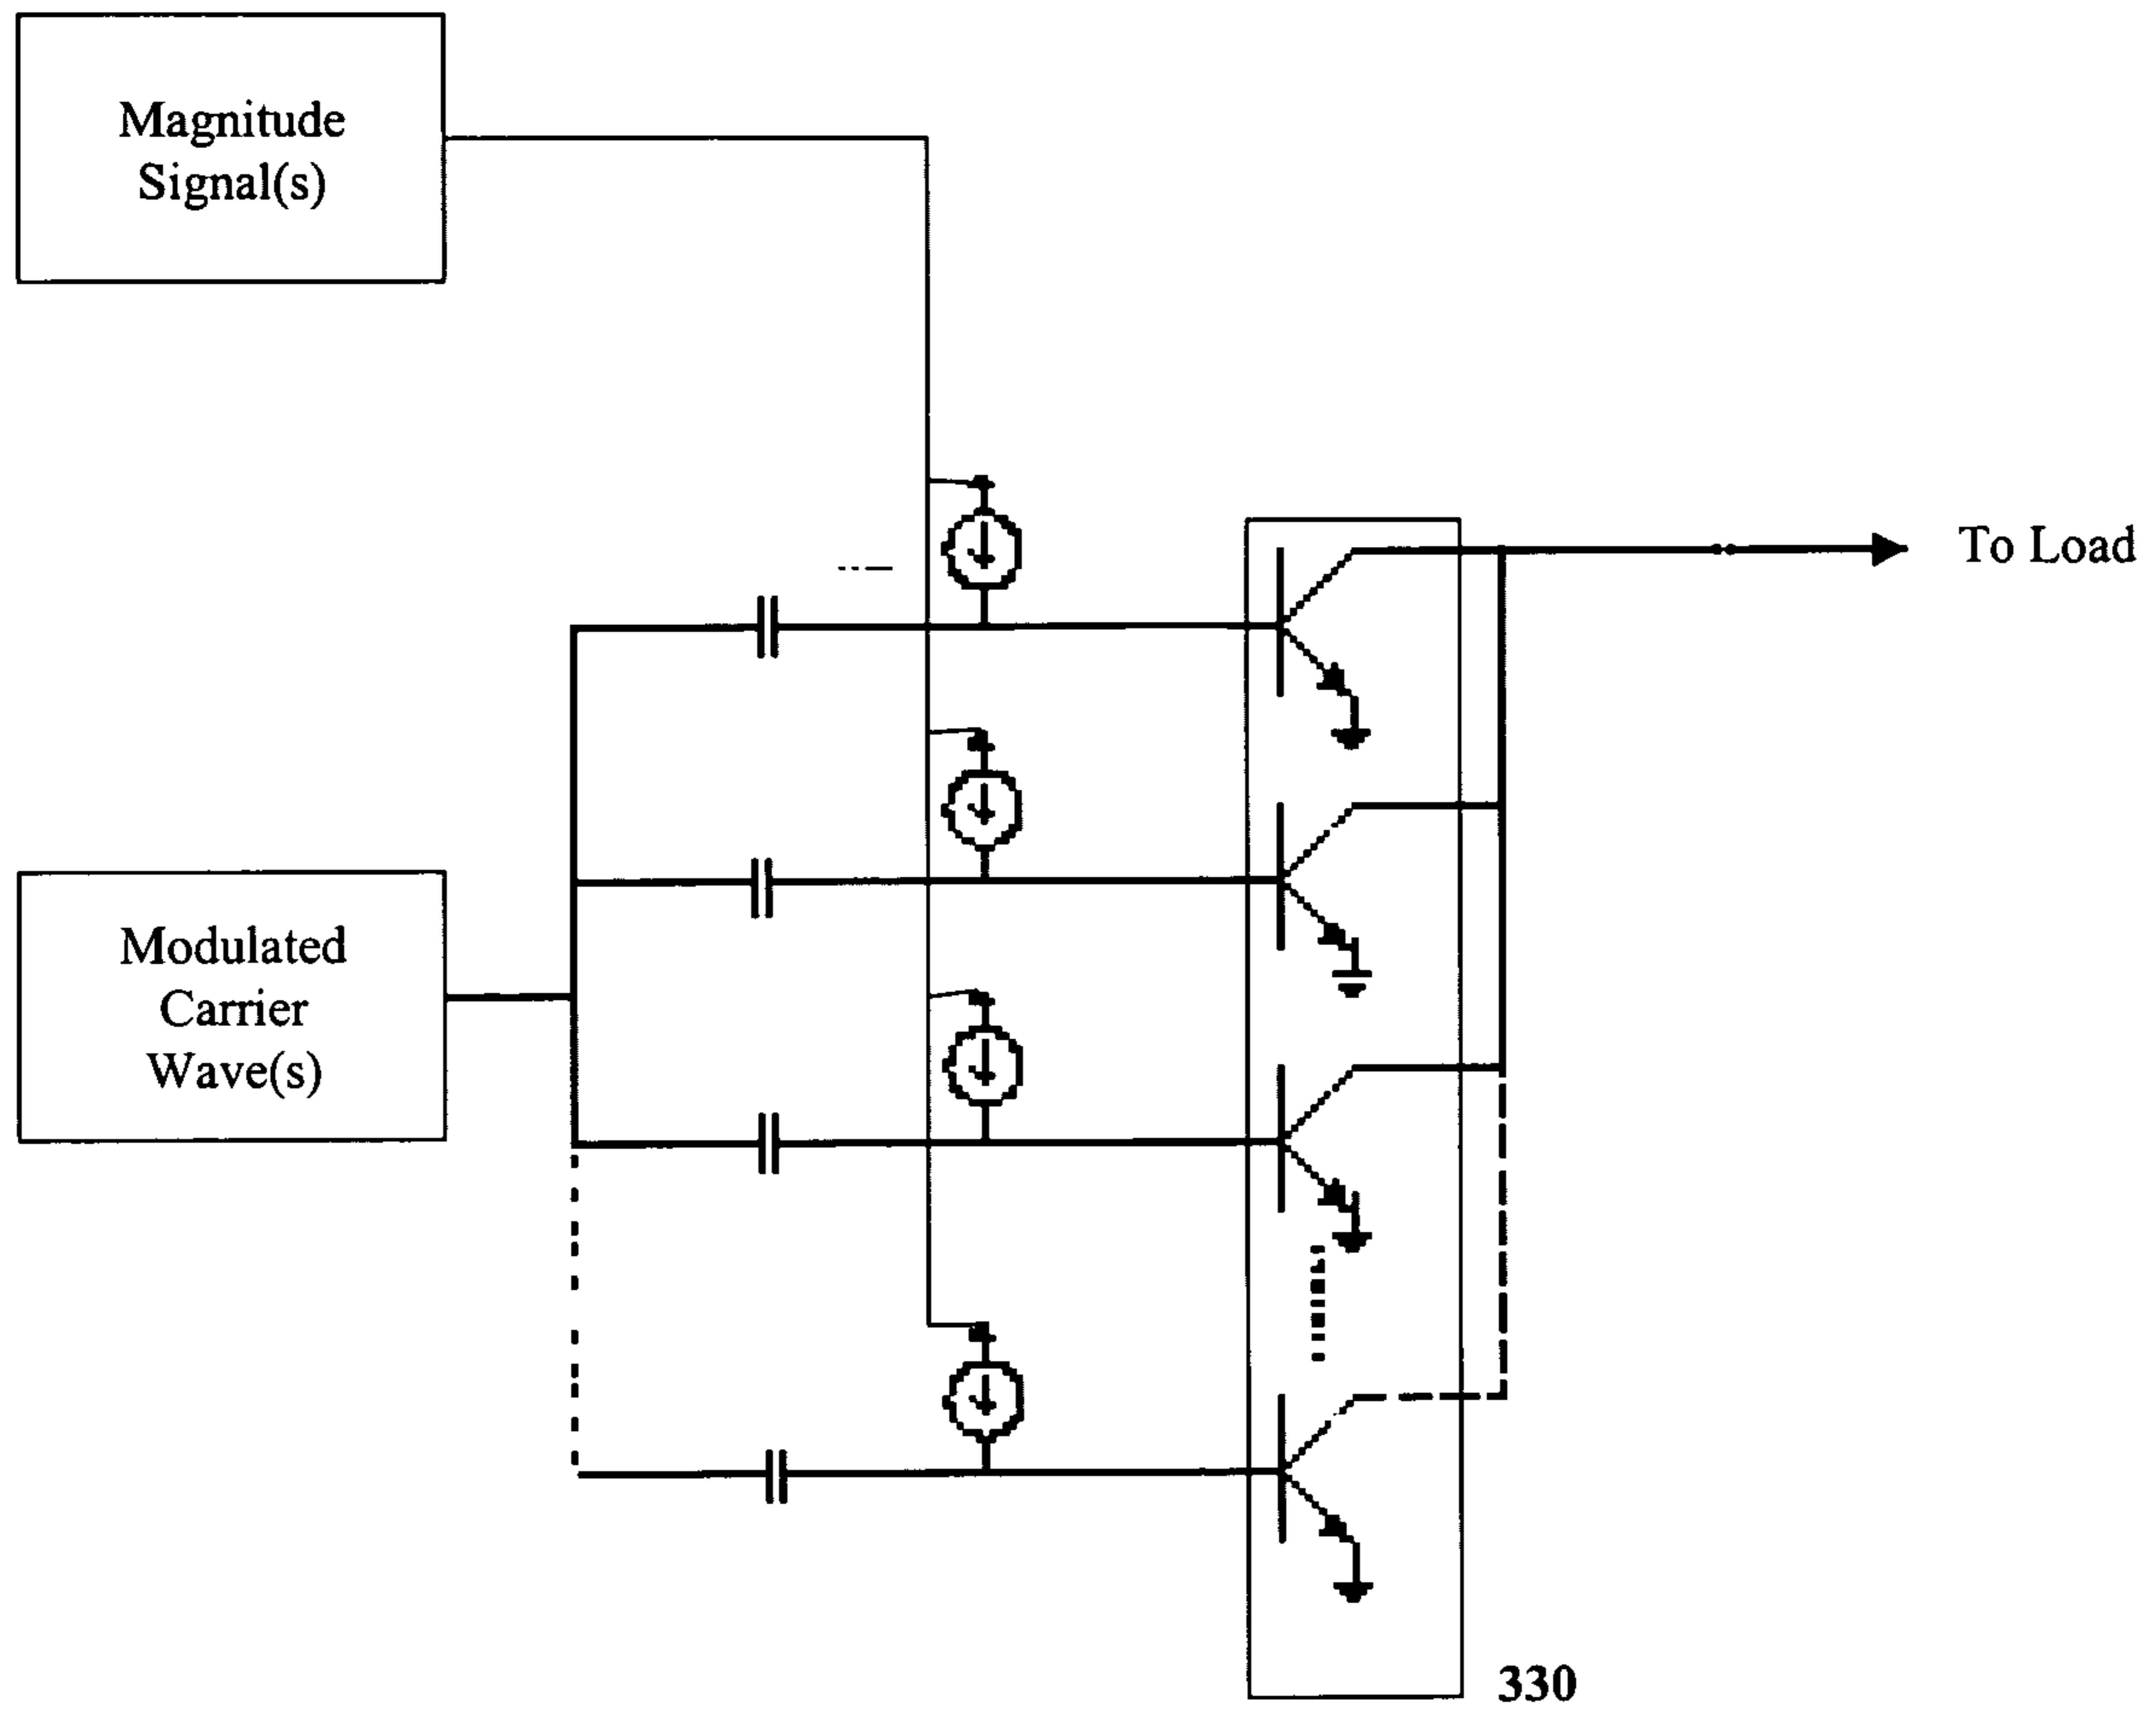 Magnitude
Signal(s)
To Load
Modulated
Carrier
Wave(s)
330